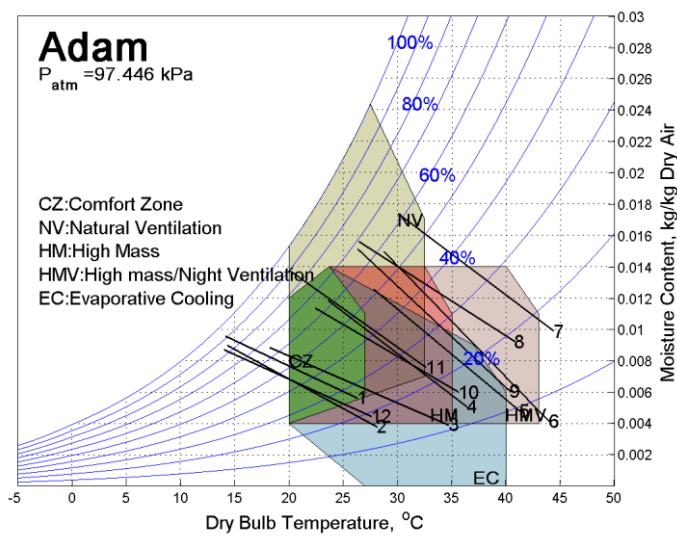 Adam
P_atm =97.446 kPa
100%
80%
60%
40%
20%
CZ:Comfort Zone
NV:Natural Ventilation
HM:High Mass
HMV:High mass/Night Ventilation
EC:Evaporative Cooling
NV
CZ
HM
HMV
EC
1
2
3
4
5
6
7
8
9
10
11
12
0.03
0.028
0.026
0.024
0.022
0.02
0.018
0.016
0.014
0.012
0.01
0.008
0.006
0.004
0.002
Moisture Content, kg/kg Dry Air
-5 0 5 10 15 20 25 30 35 40 45 50
Dry Bulb Temperature, °C